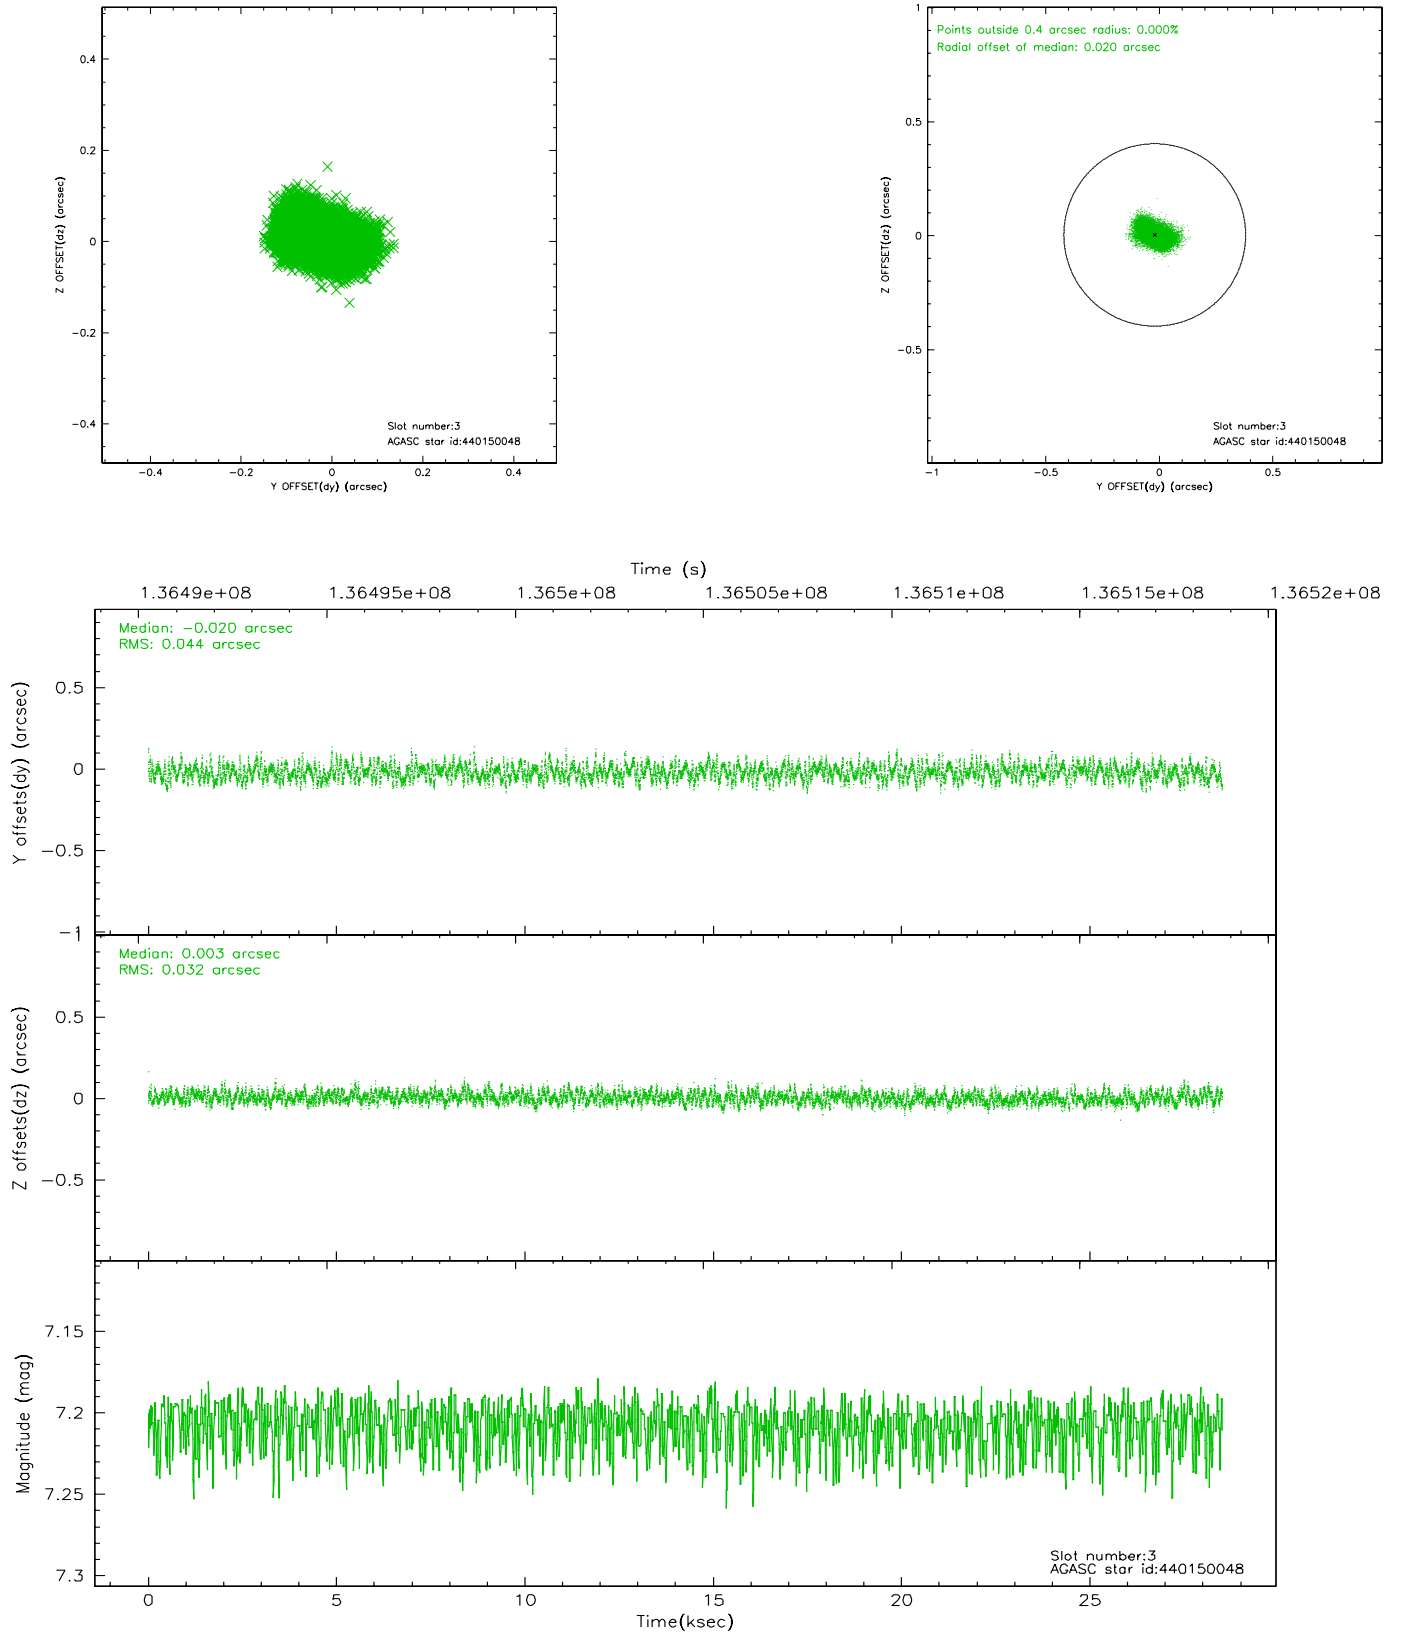 0.4
0.2
0
−0.2
−0.4
Z OFFSET(dz) (arcsec)
Slot number:3
AGASC star id:440150048
−0.4 −0.2 0 0.2 0.4
Y OFFSET(dy) (arcsec)
Points outside 0.4 arcsec radius: 0.000%
Radial offset of median: 0.020 arcsec
1
0.5
0
−0.5
Z OFFSET(dz) (arcsec)
Slot number:3
AGASC star id:440150048
−1 −0.5 0 0.5
Y OFFSET(dy) (arcsec)
Time (s)
1.3649e+08 1.36495e+08 1.365e+08 1.36505e+08 1.3651e+08 1.36515e+08 1.3652e+08
Median: −0.020 arcsec
RMS: 0.044 arcsec
0.5
0
−0.5
−1
Y offsets(dy) (arcsec)
Median: 0.003 arcsec
RMS: 0.032 arcsec
0.5
0
−0.5
Z offsets(dz) (arcsec)
7.15
7.2
7.25
7.3
Magnitude (mag)
Slot number:3
AGASC star id:440150048
0 5 10 15 20 25
Time(ksec)